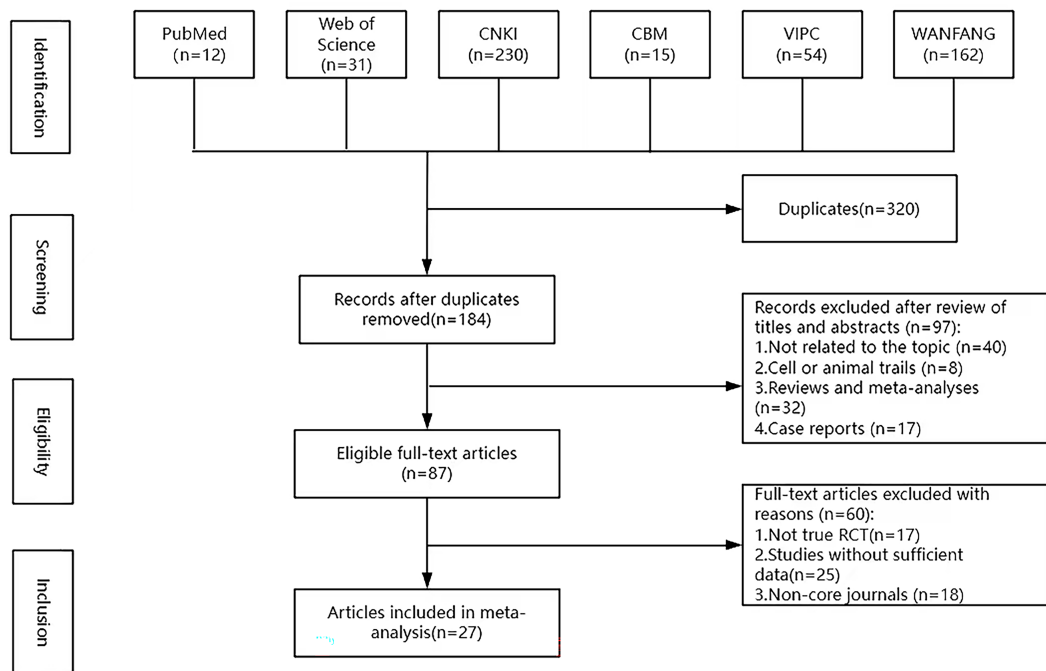 Identification
PubMed
(n=12)
Web of
Science
(n=31)
CNKI
(n=230)
CBM
(n=15)
VIPC
(n=54)
WANFANG
(n=162)
Duplicates(n=320)
Screening
Records after duplicates
removed(n=184)
Records excluded after review of
titles and abstracts (n=97):
1.Not related to the topic (n=40)
2.Cell or animal trails (n=8)
3.Reviews and meta-analyses
(n=32)
4.Case reports (n=17)
Eligibility
Eligible full-text articles
(n=87)
Full-text articles excluded with
reasons (n=60):
1.Not true RCT(n=17)
2.Studies without sufficient
data(n=25)
3.Non-core journals (n=18)
Inclusion
Articles included in meta-
analysis(n=27)